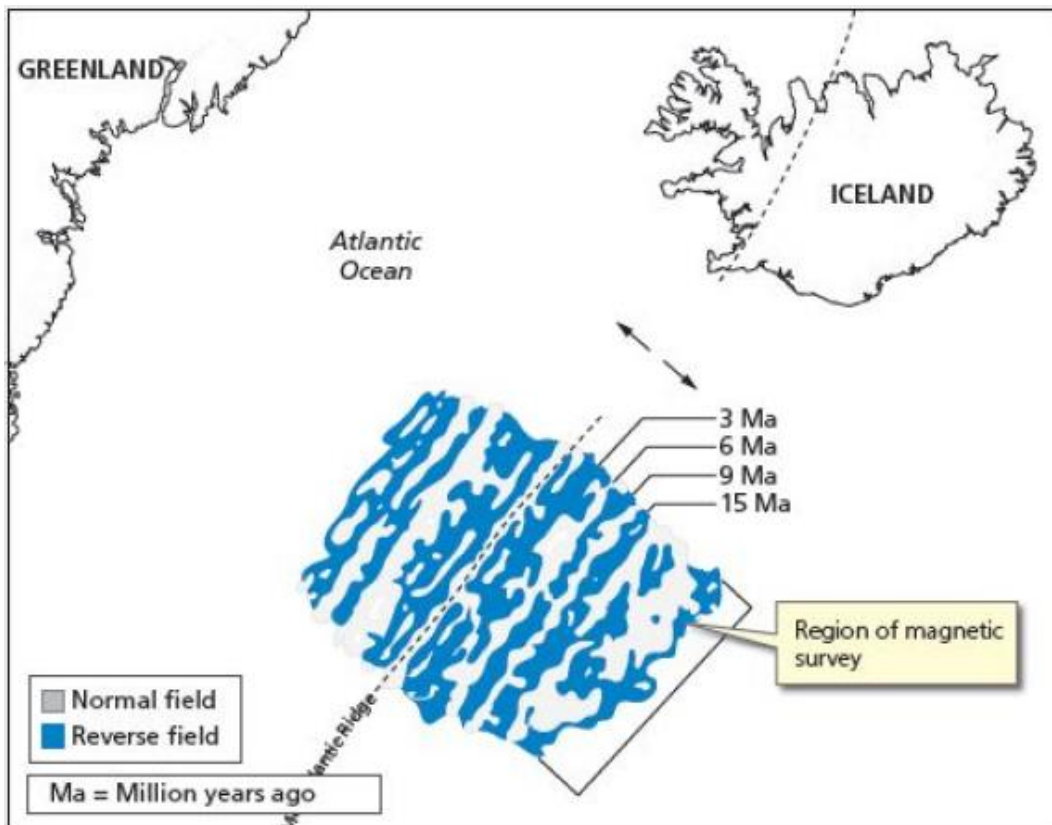 GREENLAND
ICELAND
Atlantic
Ocean
3 Ma
6 Ma
9 Ma
15 Ma
Region of magnetic
survey
Normal field
Reverse field
Ridge
Ma = Million years ago